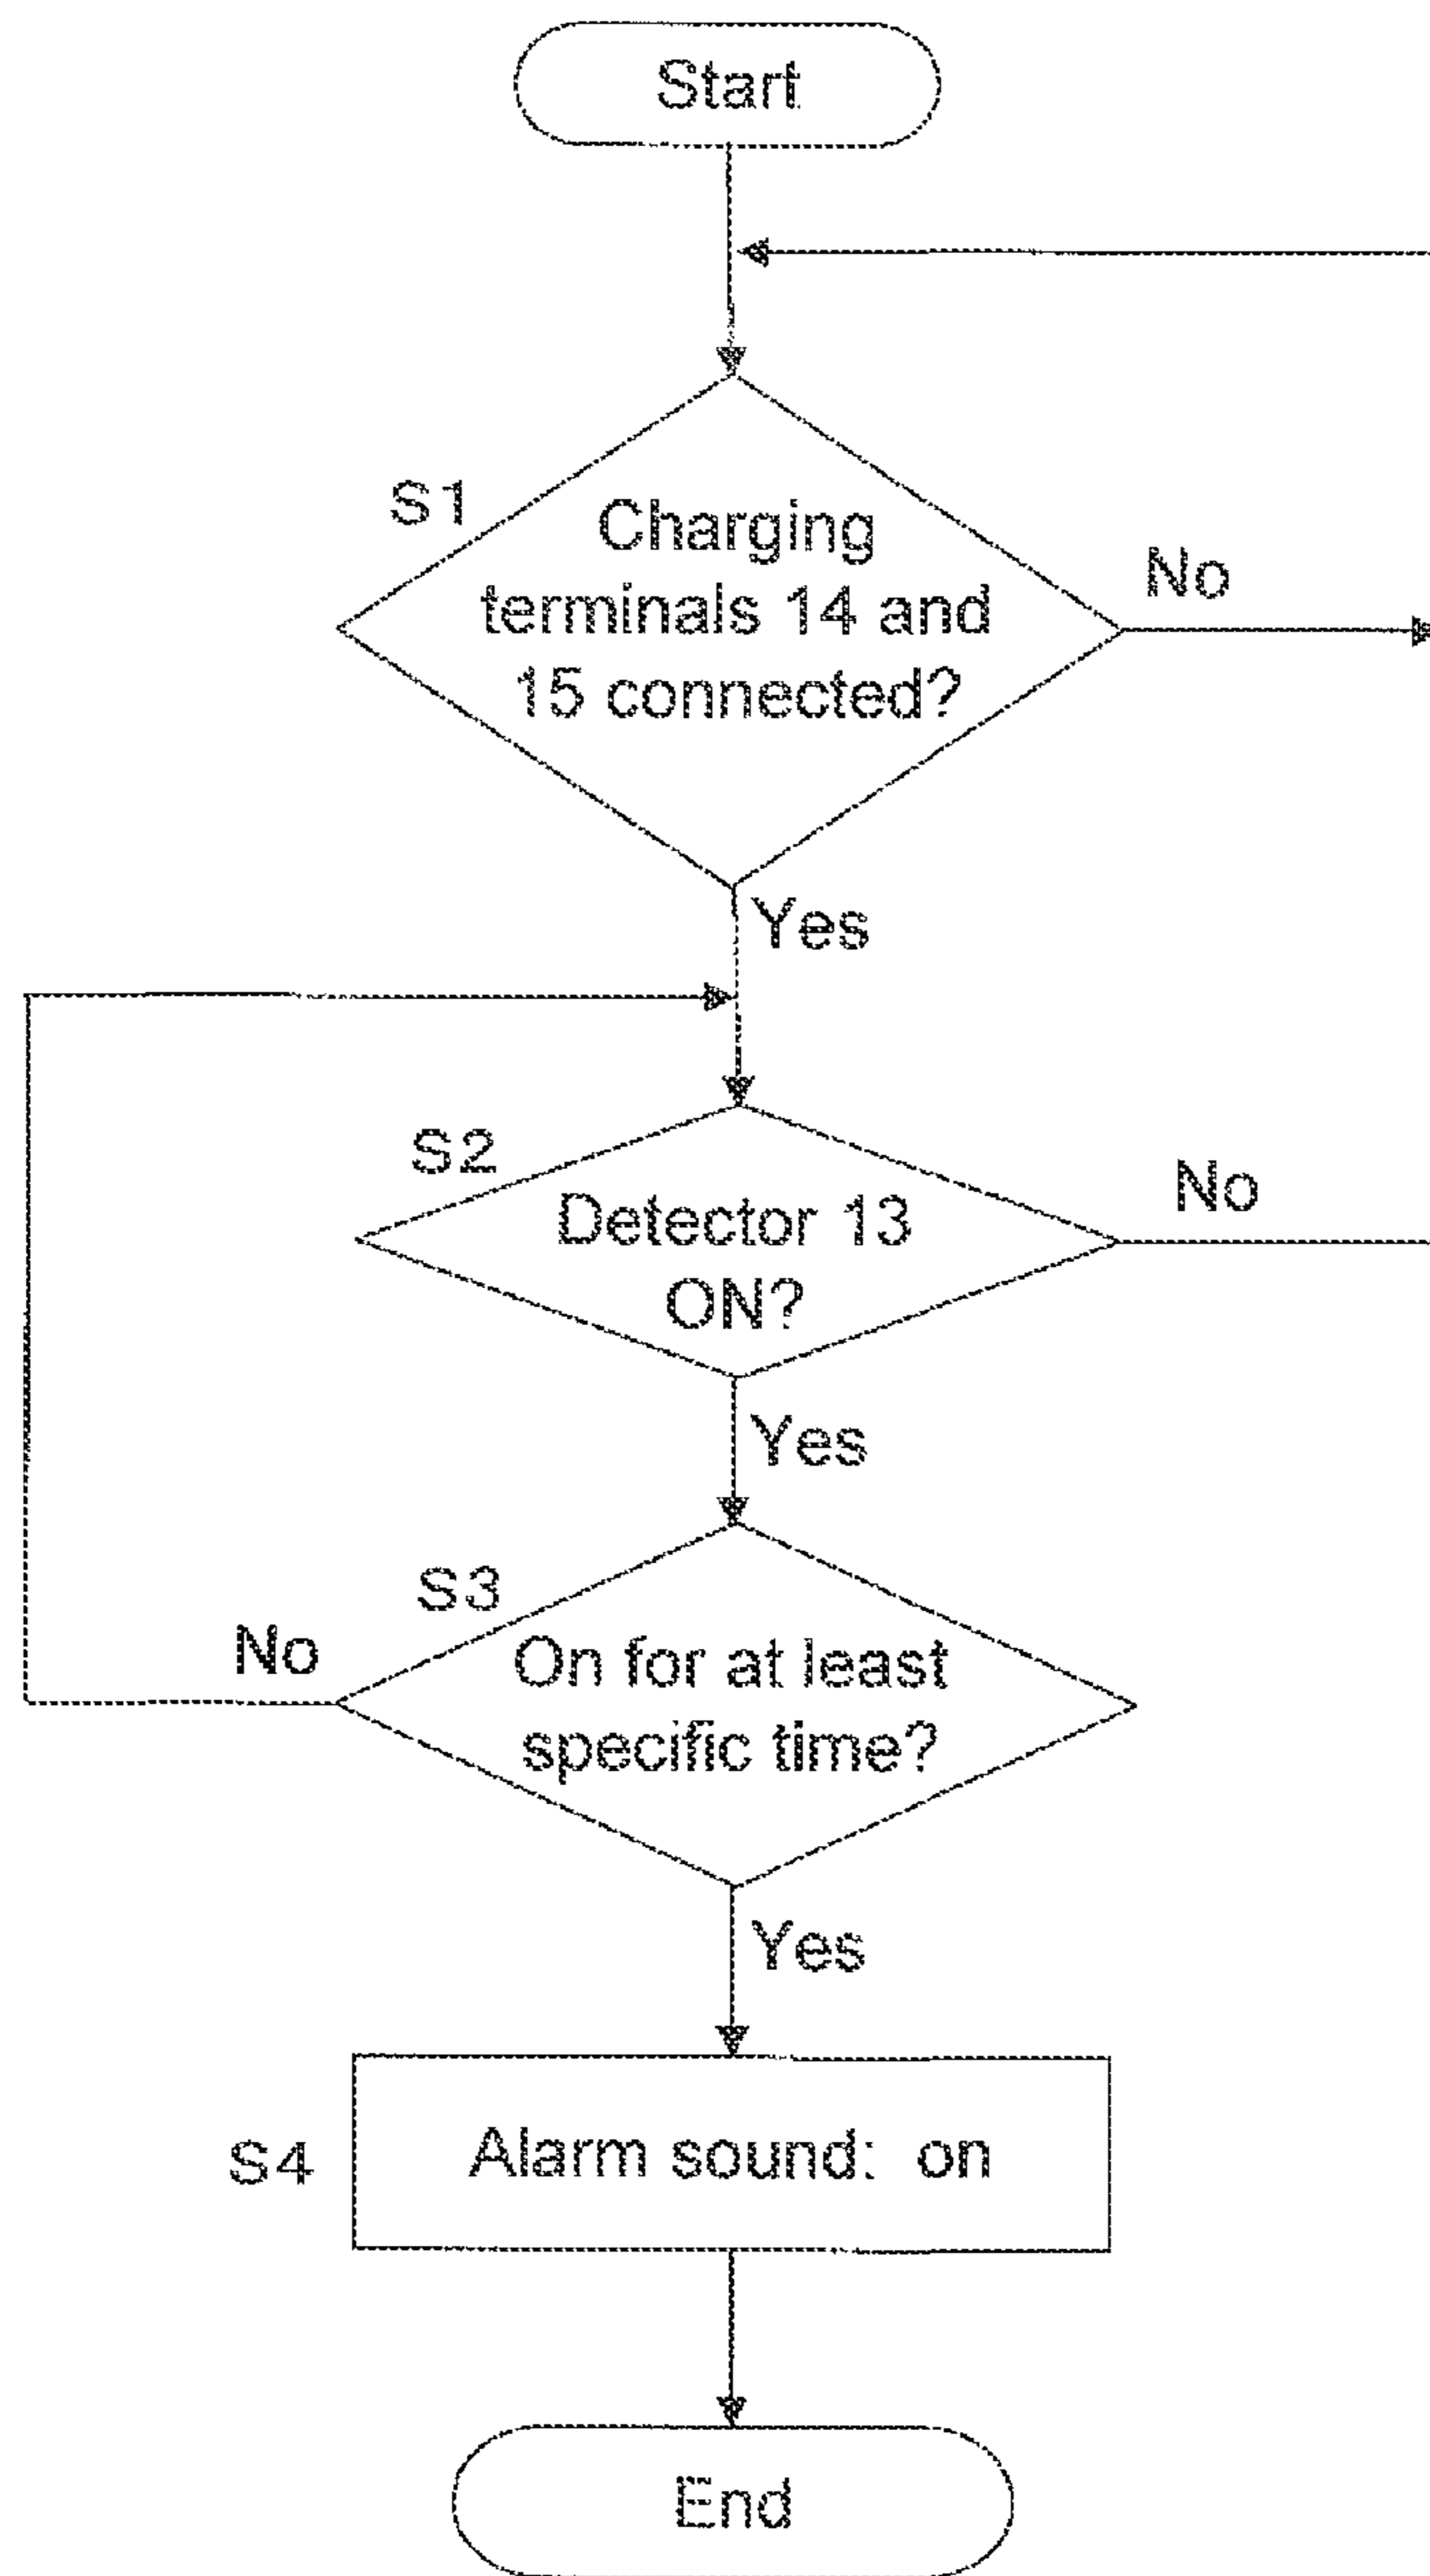 Start
S1
Charging
terminals 14 and
15 connected?
No
Yes
S2
Detector 13
ON?
No
Yes
S3
No
On for at least
specific time?
Yes
S4
Alarm sound: on
End